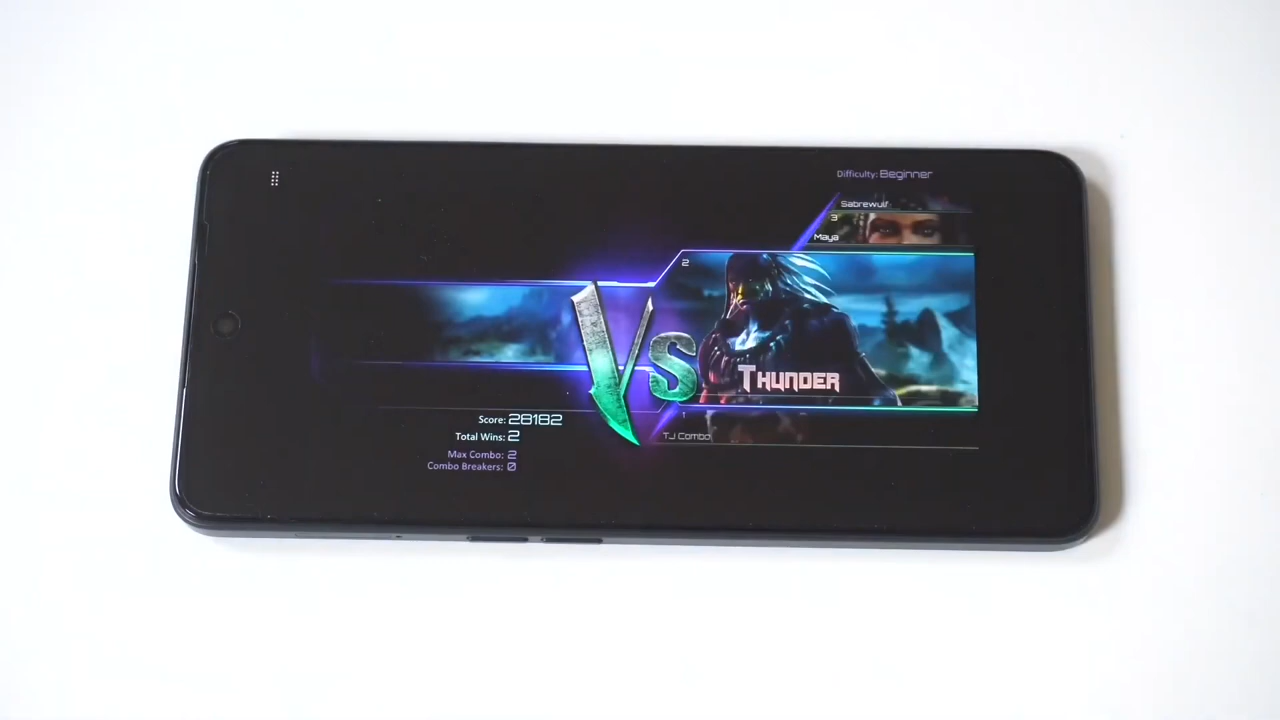 Difficulty: Beginner
Sabrewulf
3
Maya
2
Vs
Thunder
1
TJ Combo
Score: 28182
Total Wins: 2
Max Combo: 2
Combo Breakers: 0